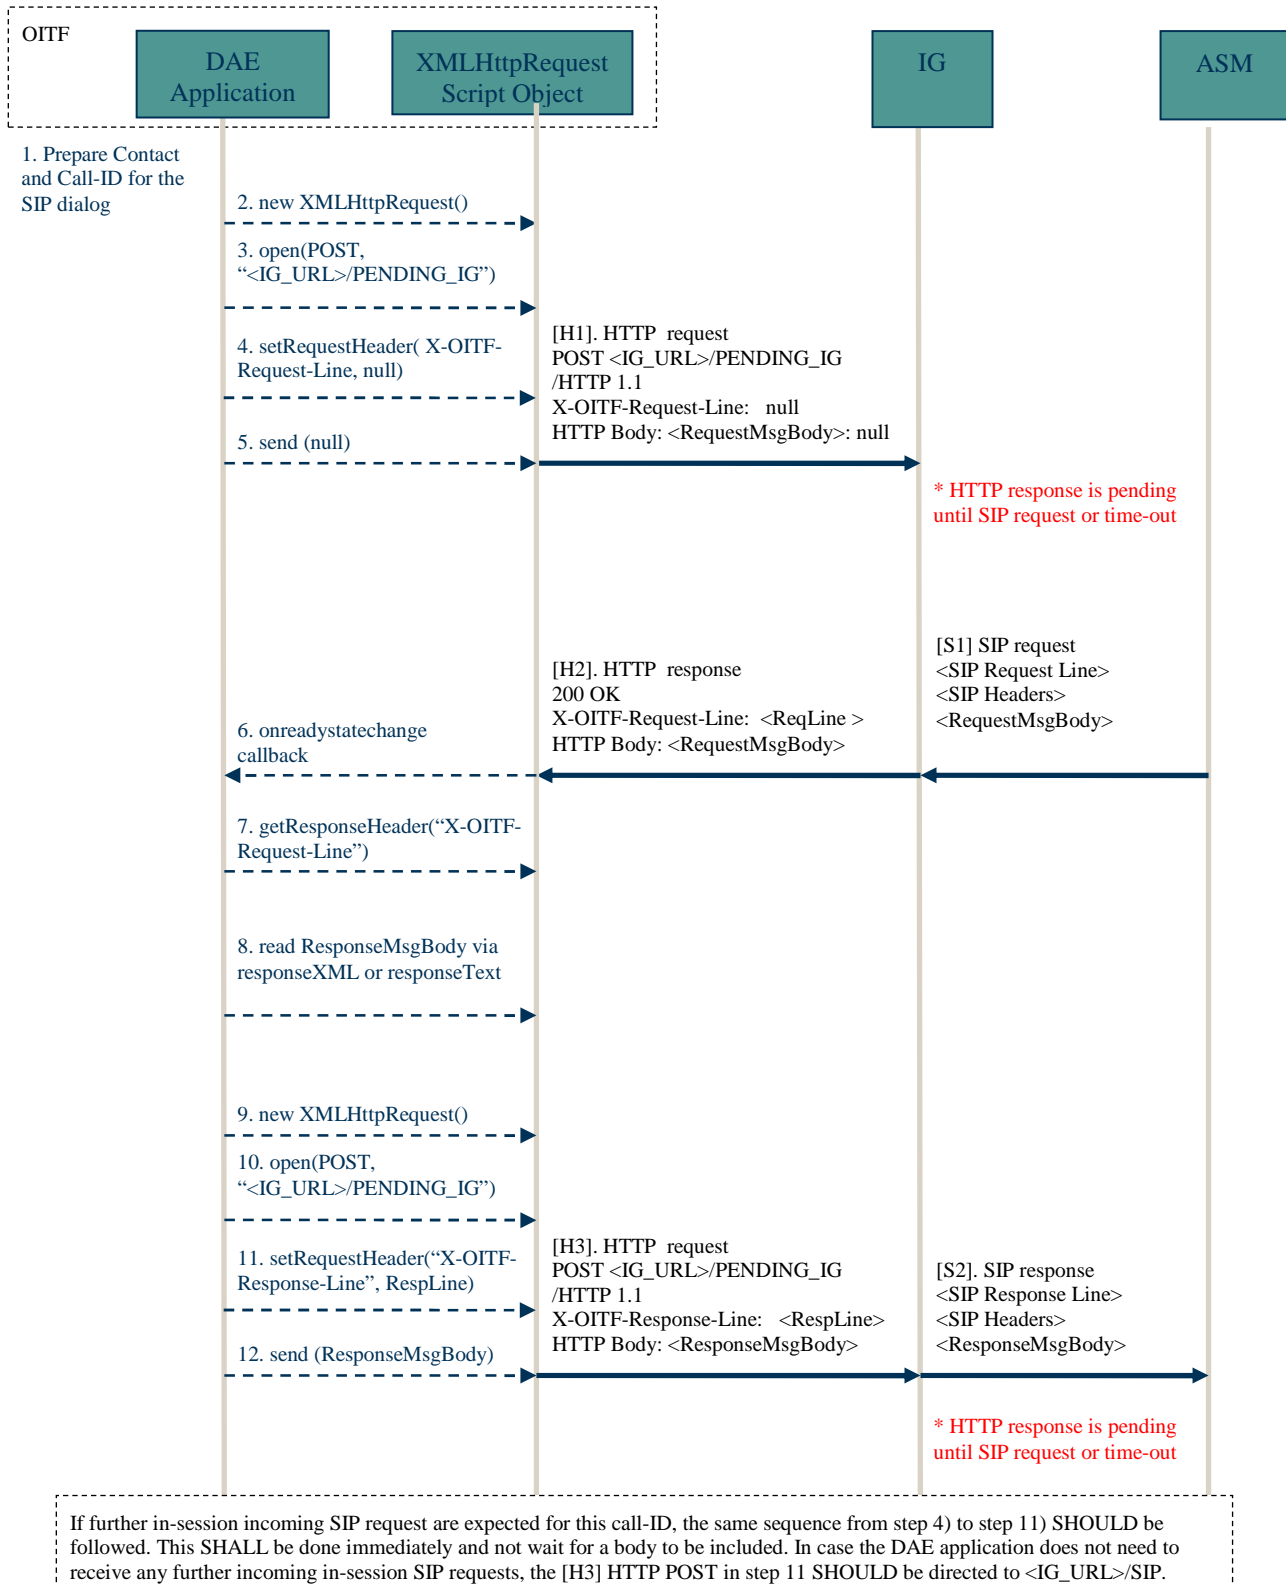 OITF
DAE
Application
XMLHttpRequest
Script Object
IG
ASM
1. Prepare Contact
and Call-ID for the
SIP dialog
2. new XMLHttpRequest()
3. open(POST,
“<IG_URL>/PENDING_IG”)
4. setRequestHeader( X-OITF-
Request-Line, null)
[H1]. HTTP request
POST <IG_URL>/PENDING_IG
/HTTP 1.1
X-OITF-Request-Line: null
HTTP Body: <RequestMsgBody>: null
5. send (null)
* HTTP response is pending
until SIP request or time-out
[S1] SIP request
<SIP Request Line>
<SIP Headers>
<RequestMsgBody>
[H2]. HTTP response
200 OK
X-OITF-Request-Line: <ReqLine >
HTTP Body: <RequestMsgBody>
6. onreadystatechange
callback
7. getResponseHeader(“X-OITF-
Request-Line”)
8. read ResponseMsgBody via
responseXML or responseText
9. new XMLHttpRequest()
10. open(POST,
“<IG_URL>/PENDING_IG”)
11. setRequestHeader(“X-OITF-
Response-Line”, RespLine)
[H3]. HTTP request
POST <IG_URL>/PENDING_IG
/HTTP 1.1
X-OITF-Response-Line: <RespLine>
HTTP Body: <ResponseMsgBody>
[S2]. SIP response
<SIP Response Line>
<SIP Headers>
<ResponseMsgBody>
12. send (ResponseMsgBody)
* HTTP response is pending
until SIP request or time-out
If further in-session incoming SIP request are expected for this call-ID, the same sequence from step 4) to step 11) SHOULD be
followed. This SHALL be done immediately and not wait for a body to be included. In case the DAE application does not need to
receive any further incoming in-session SIP requests, the [H3] HTTP POST in step 11 SHOULD be directed to <IG_URL>/SIP.